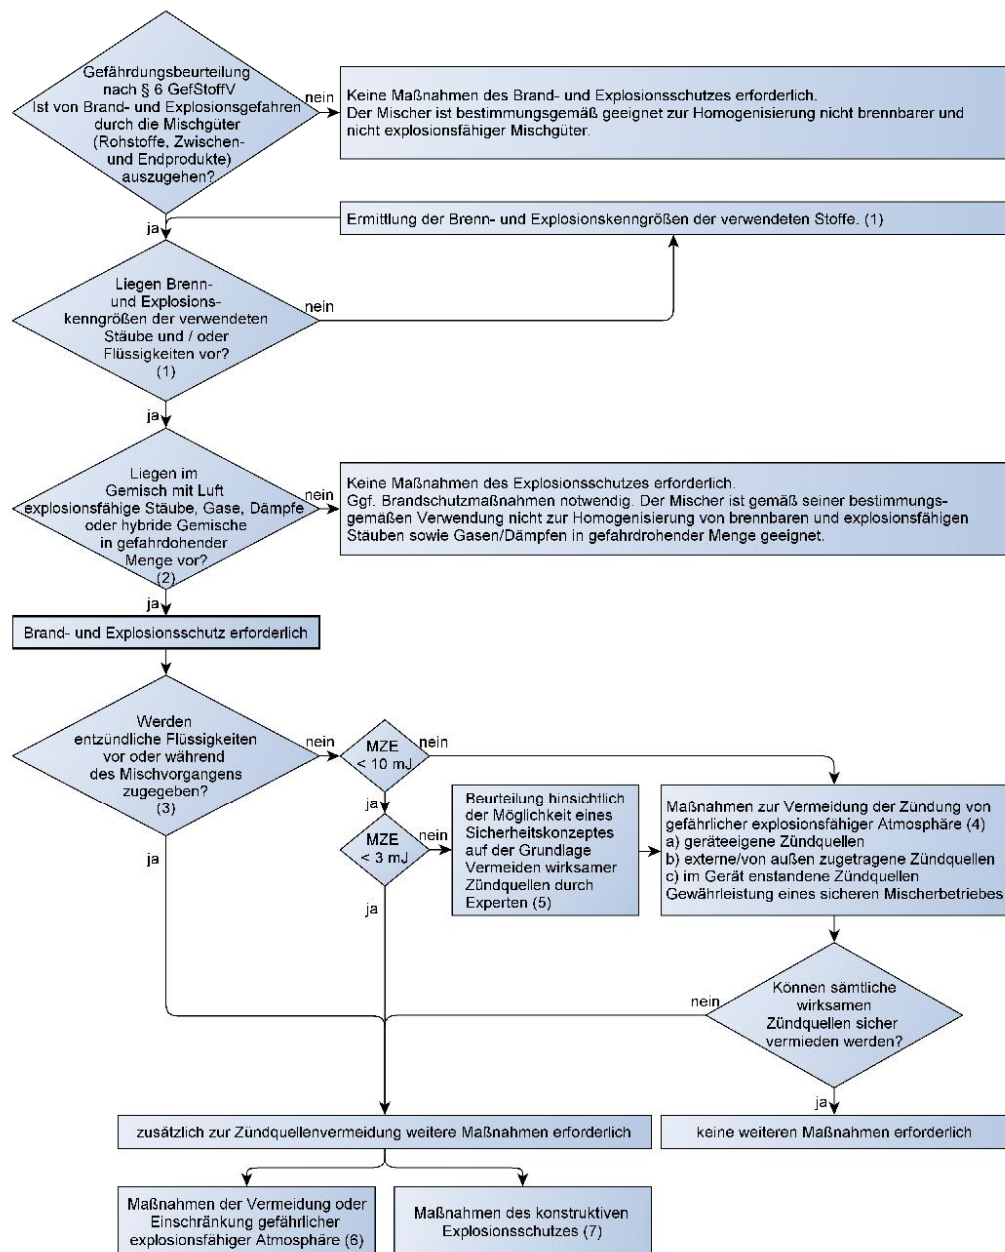 Gefährdungsbeurteilung
nach § 6 GefStoffV
Ist von Brand- und Explosionsgefahren
durch die Mischgüter
(Rohstoffe, Zwischen-
und Endprodukte)
auszugehen?
nein
Keine Maßnahmen des Brand- und Explosionsschutzes erforderlich.
Der Mischer ist bestimmungsgemäß geeignet zur Homogenisierung nicht brennbarer und
nicht explosionsfähiger Mischgüter.
ja
Ermittlung der Brenn- und Explosionskenngrößen der verwendeten Stoffe. (1)
Liegen Brenn-
und Explosions-
kenngrößen der verwendeten
Stäube und / oder
Flüssigkeiten vor?
(1)
nein
ja
Liegen im
Gemisch mit Luft
explosionsfähige Stäube, Gase, Dämpfe
oder hybride Gemische
in gefahrdohender
Menge vor?
(2)
nein
Keine Maßnahmen des Explosionsschutzes erforderlich.
Ggf. Brandschutzmaßnahmen notwendig. Der Mischer ist gemäß seiner bestimmungs-
gemäßen Verwendung nicht zur Homogenisierung von brennbaren und explosionsfähigen
Stäuben sowie Gasen/Dämpfen in gefahrdrohender Menge geeignet.
ja
Brand- und Explosionsschutz erforderlich
Werden
entzündliche Flüssigkeiten
vor oder während
des Mischvorgangens
zugegeben?
(3)
nein
MZE
< 10 mJ
nein
ja
MZE
< 3 mJ
nein
Beurteilung hinsichtlich
der Möglichkeit eines
Sicherheitskonzeptes
auf der Grundlage
Vermeiden wirksamer
Zündquellen durch
Experten (5)
Maßnahmen zur Vermeidung der Zündung von
gefährlicher explosionsfähiger Atmosphäre (4)
a) geräteeigene Zündquellen
b) externe/von außen zugetragene Zündquellen
c) im Gerät enstandene Zündquellen
Gewährleistung eines sicheren Mischerbetriebes
ja
ja
nein
Können sämtliche
wirksamen
Zündquellen sicher
vermieden werden?
ja
zusätzlich zur Zündquellenvermeidung weitere Maßnahmen erforderlich
keine weiteren Maßnahmen erforderlich
Maßnahmen der Vermeidung oder
Einschränkung gefährlicher
explosionsfähiger Atmosphäre (6)
Maßnahmen des konstruktiven
Explosionsschutzes (7)